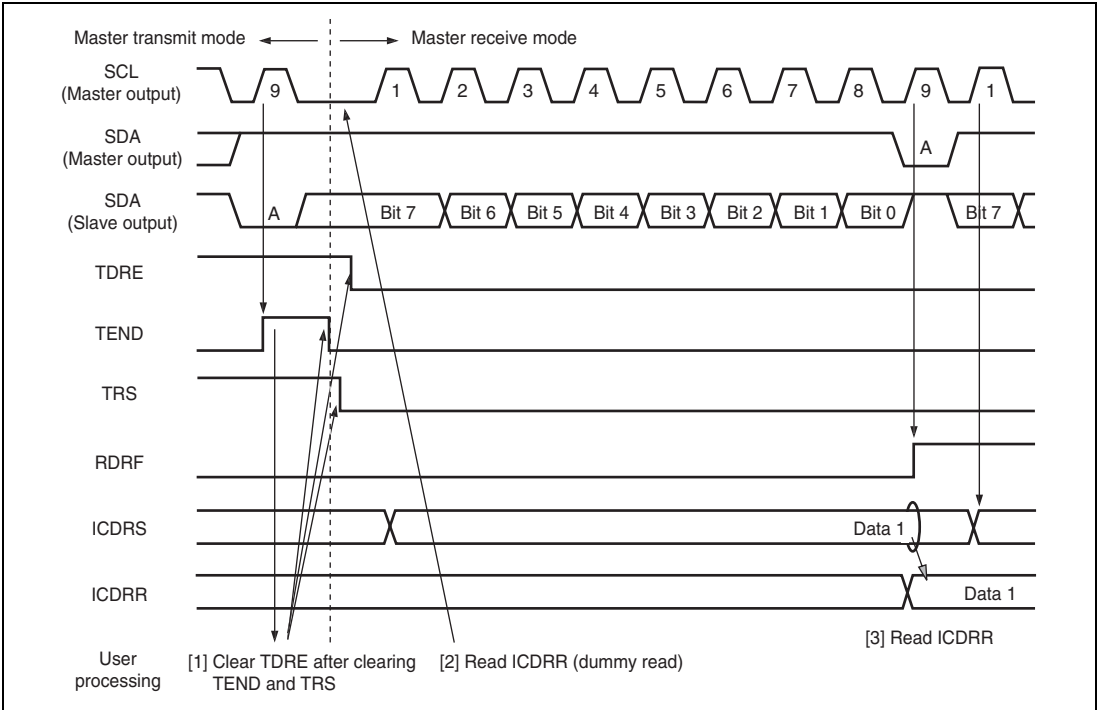 Master transmit mode
Master receive mode
SCL
(Master output)
9 1 2 3 4 5 6 7 8 9 1
SDA
(Master output)
A
SDA
(Slave output)
A Bit 7 Bit 6 Bit 5 Bit 4 Bit 3 Bit 2 Bit 1 Bit 0 Bit 7
TDRE
TEND
TRS
RDRF
ICDRS
Data 1
ICDRR
Data 1
User
processing
[1] Clear TDRE after clearing
TEND and TRS
[2] Read ICDRR (dummy read)
[3] Read ICDRR